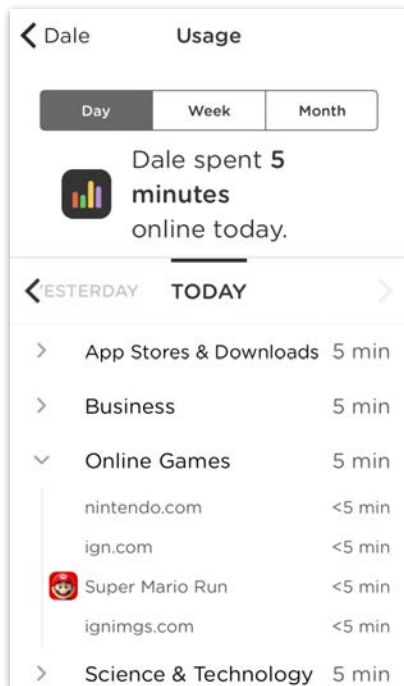 Dale
Usage
Day
Week
Month
Dale spent 5
minutes
online today.
ESTERDAY
TODAY
App Stores & Downloads 5 min
Business 5 min
Online Games 5 min
nintendo.com <5 min
ign.com <5 min
Super Mario Run <5 min
ignimgs.com <5 min
Science & Technology 5 min